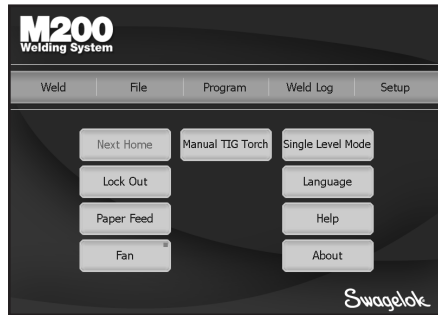 M200
Welding System
Weld File Program Weld Log Setup
Next Home Manual TIG Torch Single Level Mode
Lock Out Language
Paper Feed Help
Fan About
Swagelok